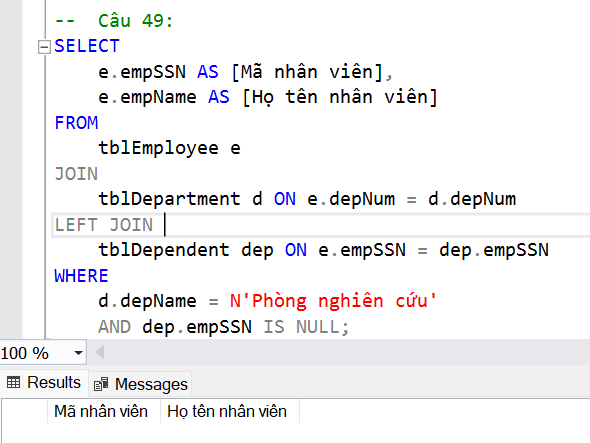 -- Câu 49:
SELECT
e.empSSN AS [Mã nhân viên],
e.empName AS [Họ tên nhân viên]
FROM
tblEmployee e
JOIN
tblDepartment d ON e.depNum = d.depNum
LEFT JOIN
tblDependent dep ON e.empSSN = dep.empSSN
WHERE
d.depName = N'Phòng nghiên cứu'
AND dep.empSSN IS NULL;
100 %
Results Messages
Mã nhân viên Họ tên nhân viên